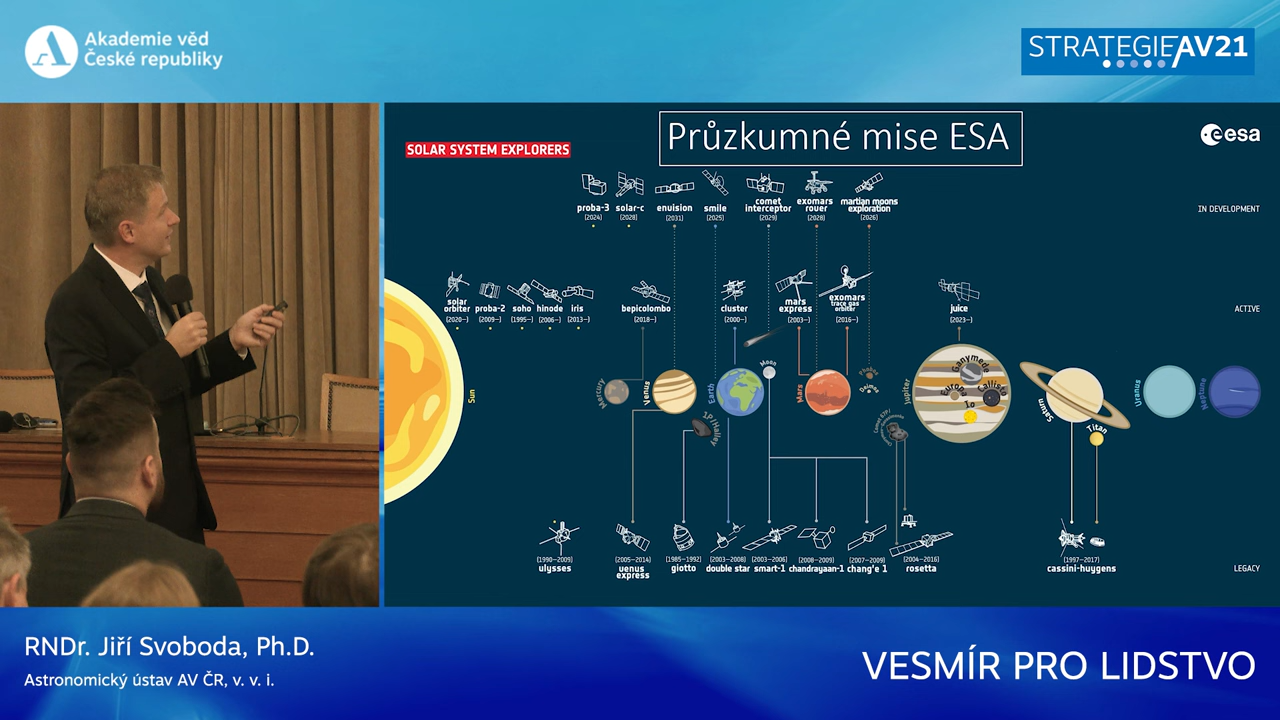 Akademie věd
České republiky
STRATEGIE AV21
SOLAR SYSTEM EXPLORERS
Průzkumné mise ESA
esa
proba-3
(2024)
solar-c
(2028)
envision
(2031)
smile
(2025)
comet
interceptor
(2029)
exomars
rover
(2028)
martian moons
exploration
(2026)
IN DEVELOPMENT
solar
orbiter
(2020–)
proba-2
(2009–)
soho
(1995–)
hinode
(2006–)
iris
(2013–)
bepicolombo
(2018–)
cluster
(2000–)
mars
express
(2003–)
exomars
trace gas
orbiter
(2016–)
juice
(2023–)
ACTIVE
Sun
Mercury
Venus
1P/Halley
Earth
Moon
Mars
Phobos
Deimos
Jupiter
Ganymede
Europa
Callisto
Io
Saturn
Titan
Uranus
Neptune
(1990–2009)
ulysses
(2005–2014)
venus
express
(1985–1992)
giotto
(2003–2008)
double star
(2003–2006)
smart-1
(2008–2009)
chandrayaan-1
(2007–2009)
chang'e 1
(2004–2016)
rosetta
(1997–2017)
cassini-huygens
LEGACY
RNDr. Jiří Svoboda, Ph.D.
Astronomický ústav AV ČR, v. v. i.
VESMÍR PRO LIDSTVO